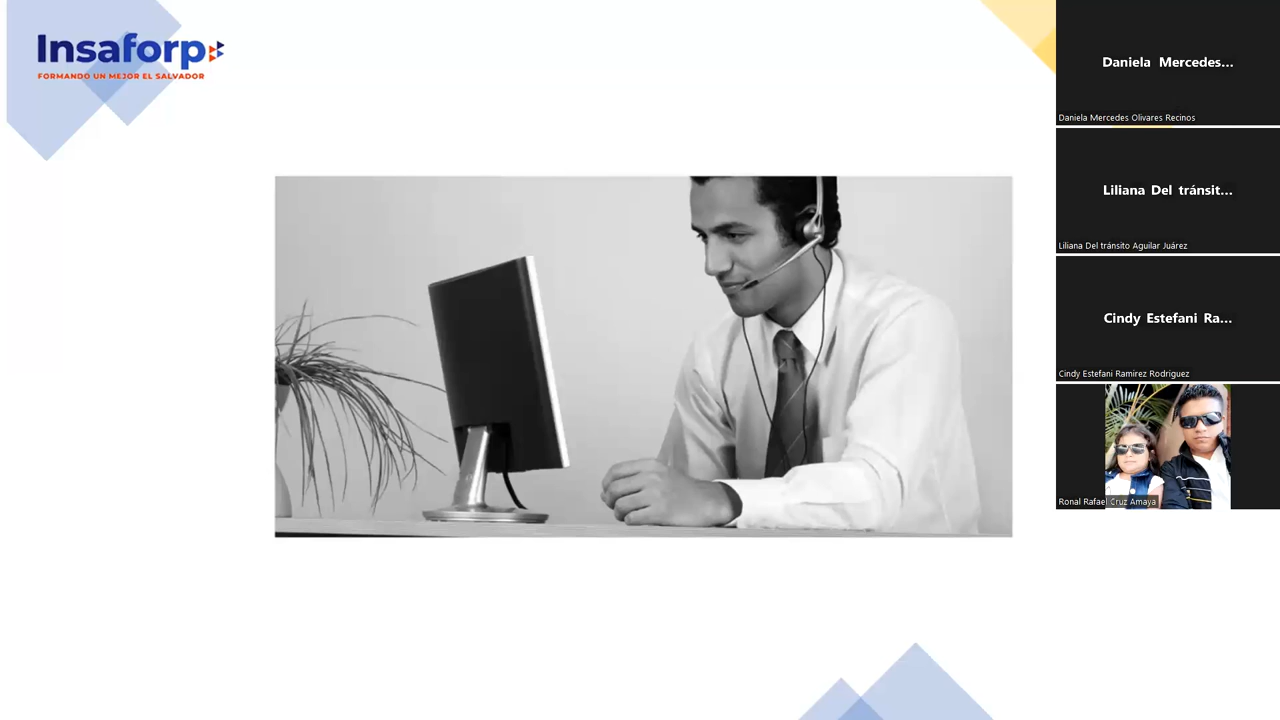 Insaforp
FORMANDO UN MEJOR EL SALVADOR
Daniela Mercedes...
Daniela Mercedes Olivares Recinos
Liliana Del tránsit...
Liliana Del tránsito Aguilar Juárez
Cindy Estefani Ra...
Cindy Estefani Ramirez Rodriguez
Ronal Rafael Cruz Amaya